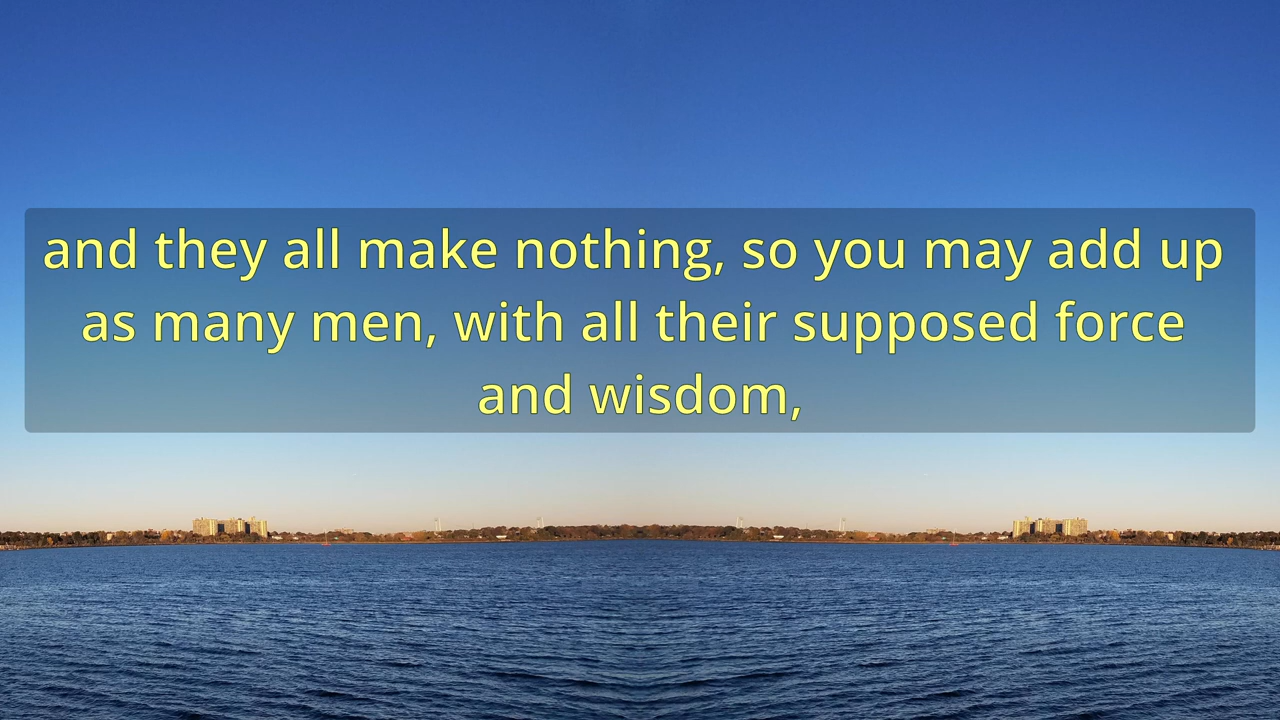 and they all make nothing, so you may add up
as many men, with all their supposed force
and wisdom,